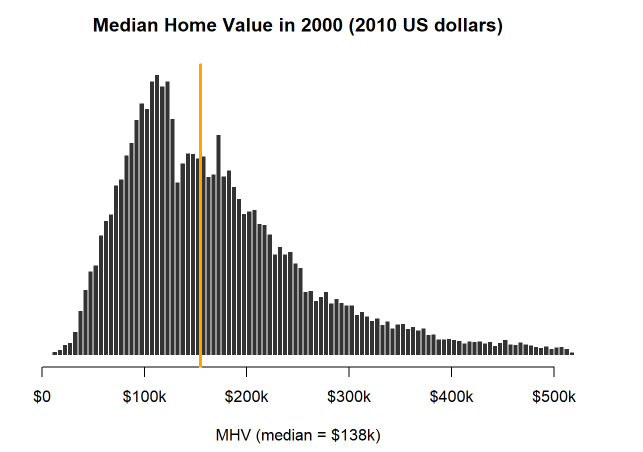 Median Home Value in 2000 (2010 US dollars)
$0 $100k $200k $300k $400k $500k
MHV (median = $138k)